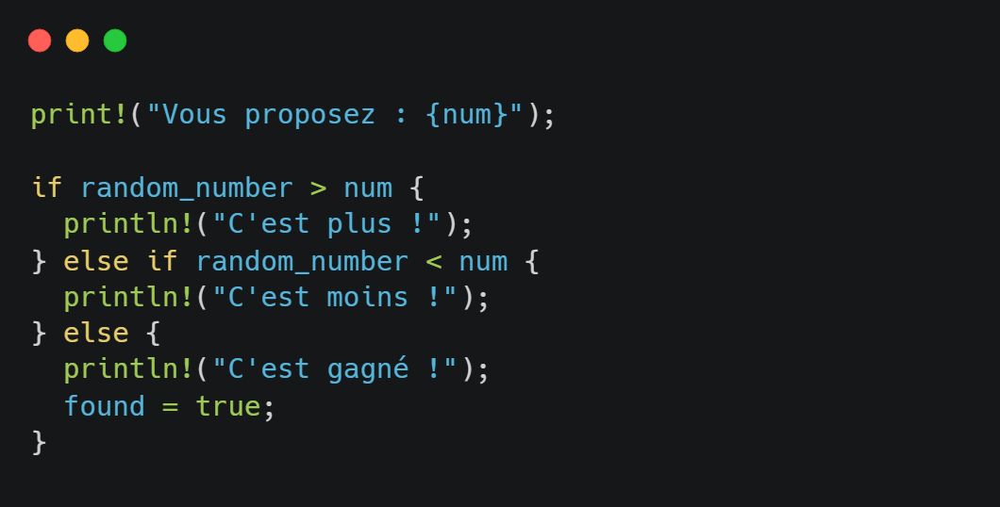 print!("Vous proposez : {num}");
if random_number > num {
  println!("C'est plus !");
} else if random_number < num {
  println!("C'est moins !");
} else {
  println!("C'est gagné !");
  found = true;
}